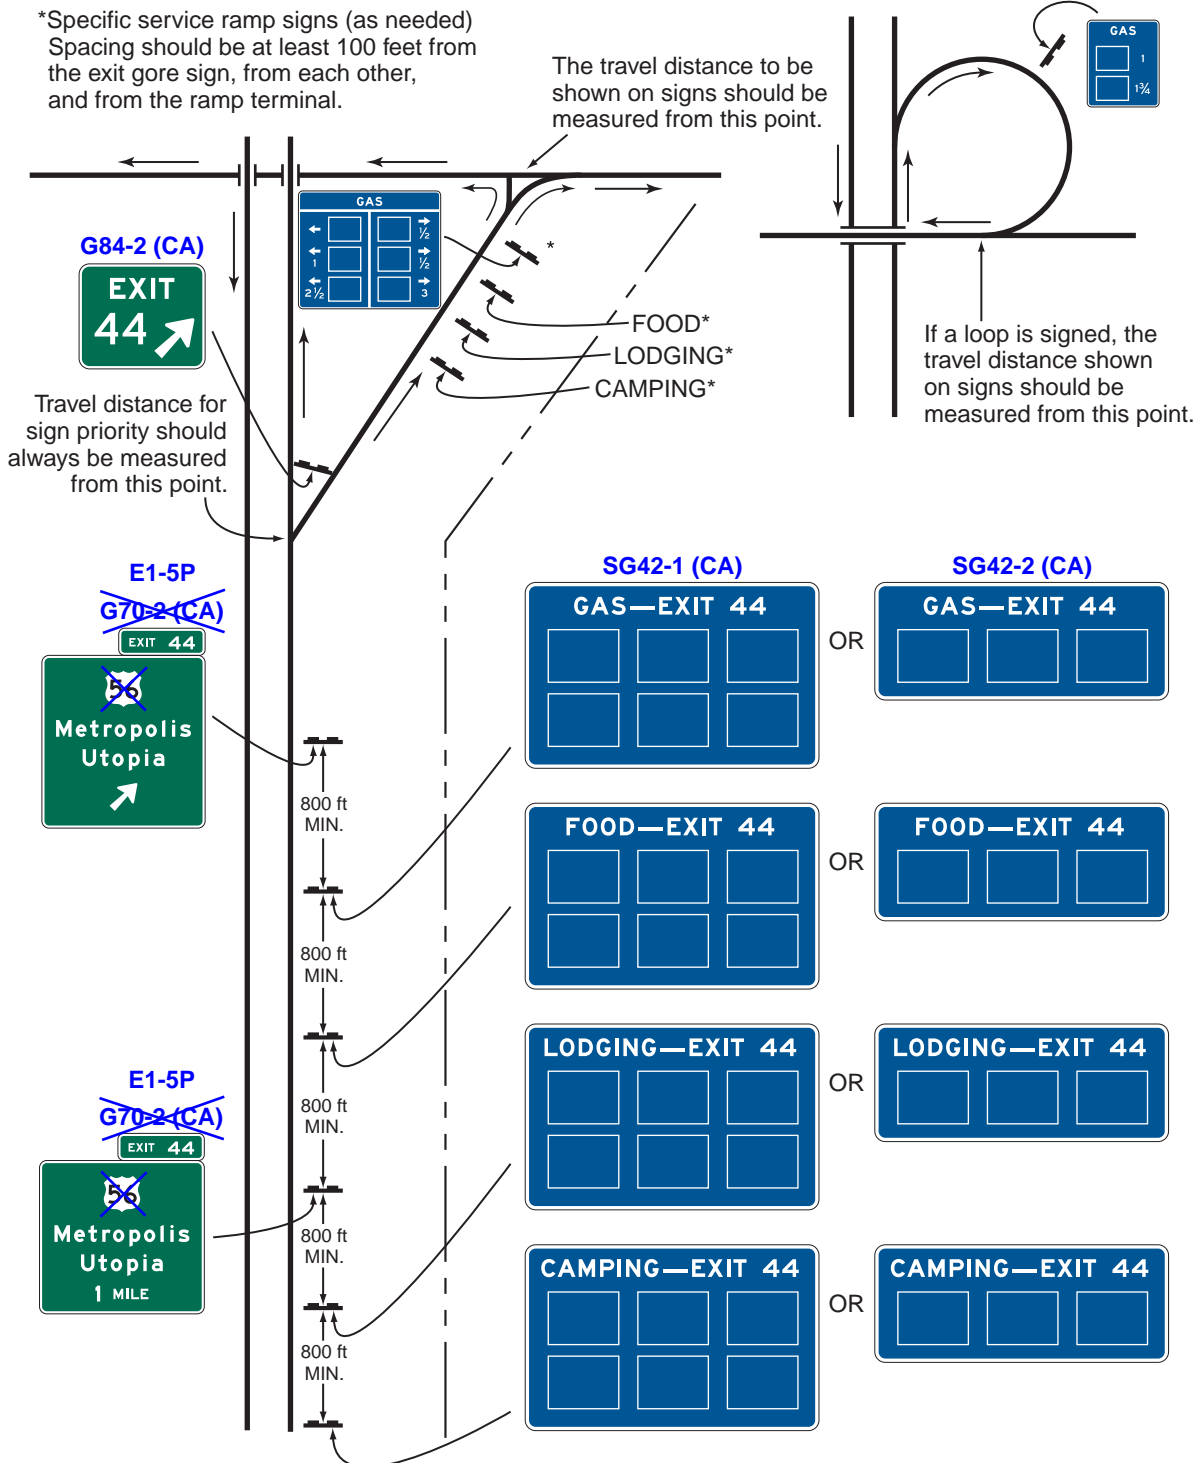 *Specific service ramp signs (as needed)
Spacing should be at least 100 feet from
the exit gore sign, from each other,
and from the ramp terminal.
The travel distance to be
shown on signs should be
measured from this point.
GAS
1
1¾
GAS
½
1
½
2½
3
*
G84-2 (CA)
EXIT
44
FOOD*
LODGING*
CAMPING*
If a loop is signed, the
travel distance shown
on signs should be
measured from this point.
Travel distance for
sign priority should
always be measured
from this point.
E1-5P
G70-2 (CA)
EXIT 44
56
Metropolis
Utopia
SG42-1 (CA)
GAS—EXIT 44
OR
SG42-2 (CA)
GAS—EXIT 44
800 ft
MIN.
FOOD—EXIT 44
OR
FOOD—EXIT 44
800 ft
MIN.
LODGING—EXIT 44
OR
LODGING—EXIT 44
800 ft
MIN.
E1-5P
G70-2 (CA)
EXIT 44
56
Metropolis
Utopia
1 MILE
800 ft
MIN.
CAMPING—EXIT 44
OR
CAMPING—EXIT 44
800 ft
MIN.